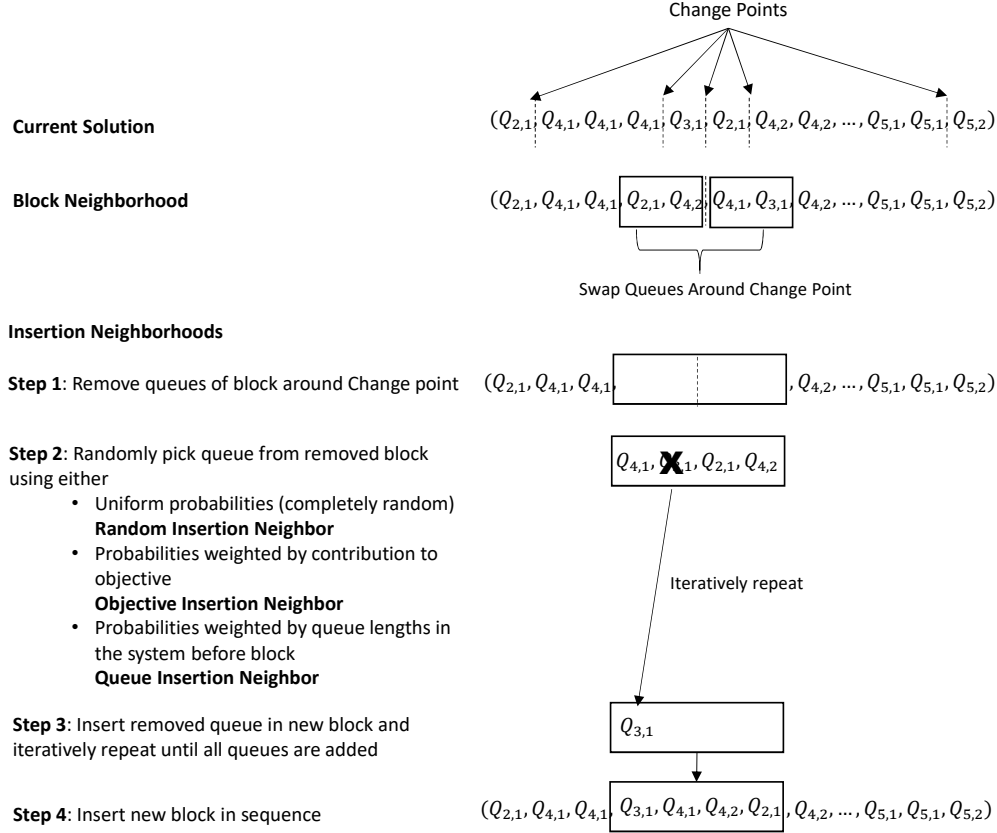 Change Points
Current Solution
(Q2,1, Q4,1, Q4,1, Q4,1, Q3,1, Q2,1, Q4,2, Q4,2, …, Q5,1, Q5,1, Q5,2)
Block Neighborhood
(Q2,1, Q4,1, Q4,1, Q2,1, Q4,2, Q4,1, Q3,1, Q4,2, …, Q5,1, Q5,1, Q5,2)
Swap Queues Around Change Point
Insertion Neighborhoods
Step 1: Remove queues of block around Change point
(Q2,1, Q4,1, Q4,1, , Q4,2, …, Q5,1, Q5,1, Q5,2)
Step 2: Randomly pick queue from removed block
using either
• Uniform probabilities (completely random)
Random Insertion Neighbor
• Probabilities weighted by contribution to
objective
Objective Insertion Neighbor
• Probabilities weighted by queue lengths in
the system before block
Queue Insertion Neighbor
Q4,1, ,1, Q2,1, Q4,2
Iteratively repeat
Step 3: Insert removed queue in new block and
iteratively repeat until all queues are added
Q3,1
Step 4: Insert new block in sequence
(Q2,1, Q4,1, Q4,1, Q3,1, Q4,1, Q4,2, Q2,1, Q4,2, …, Q5,1, Q5,1, Q5,2)